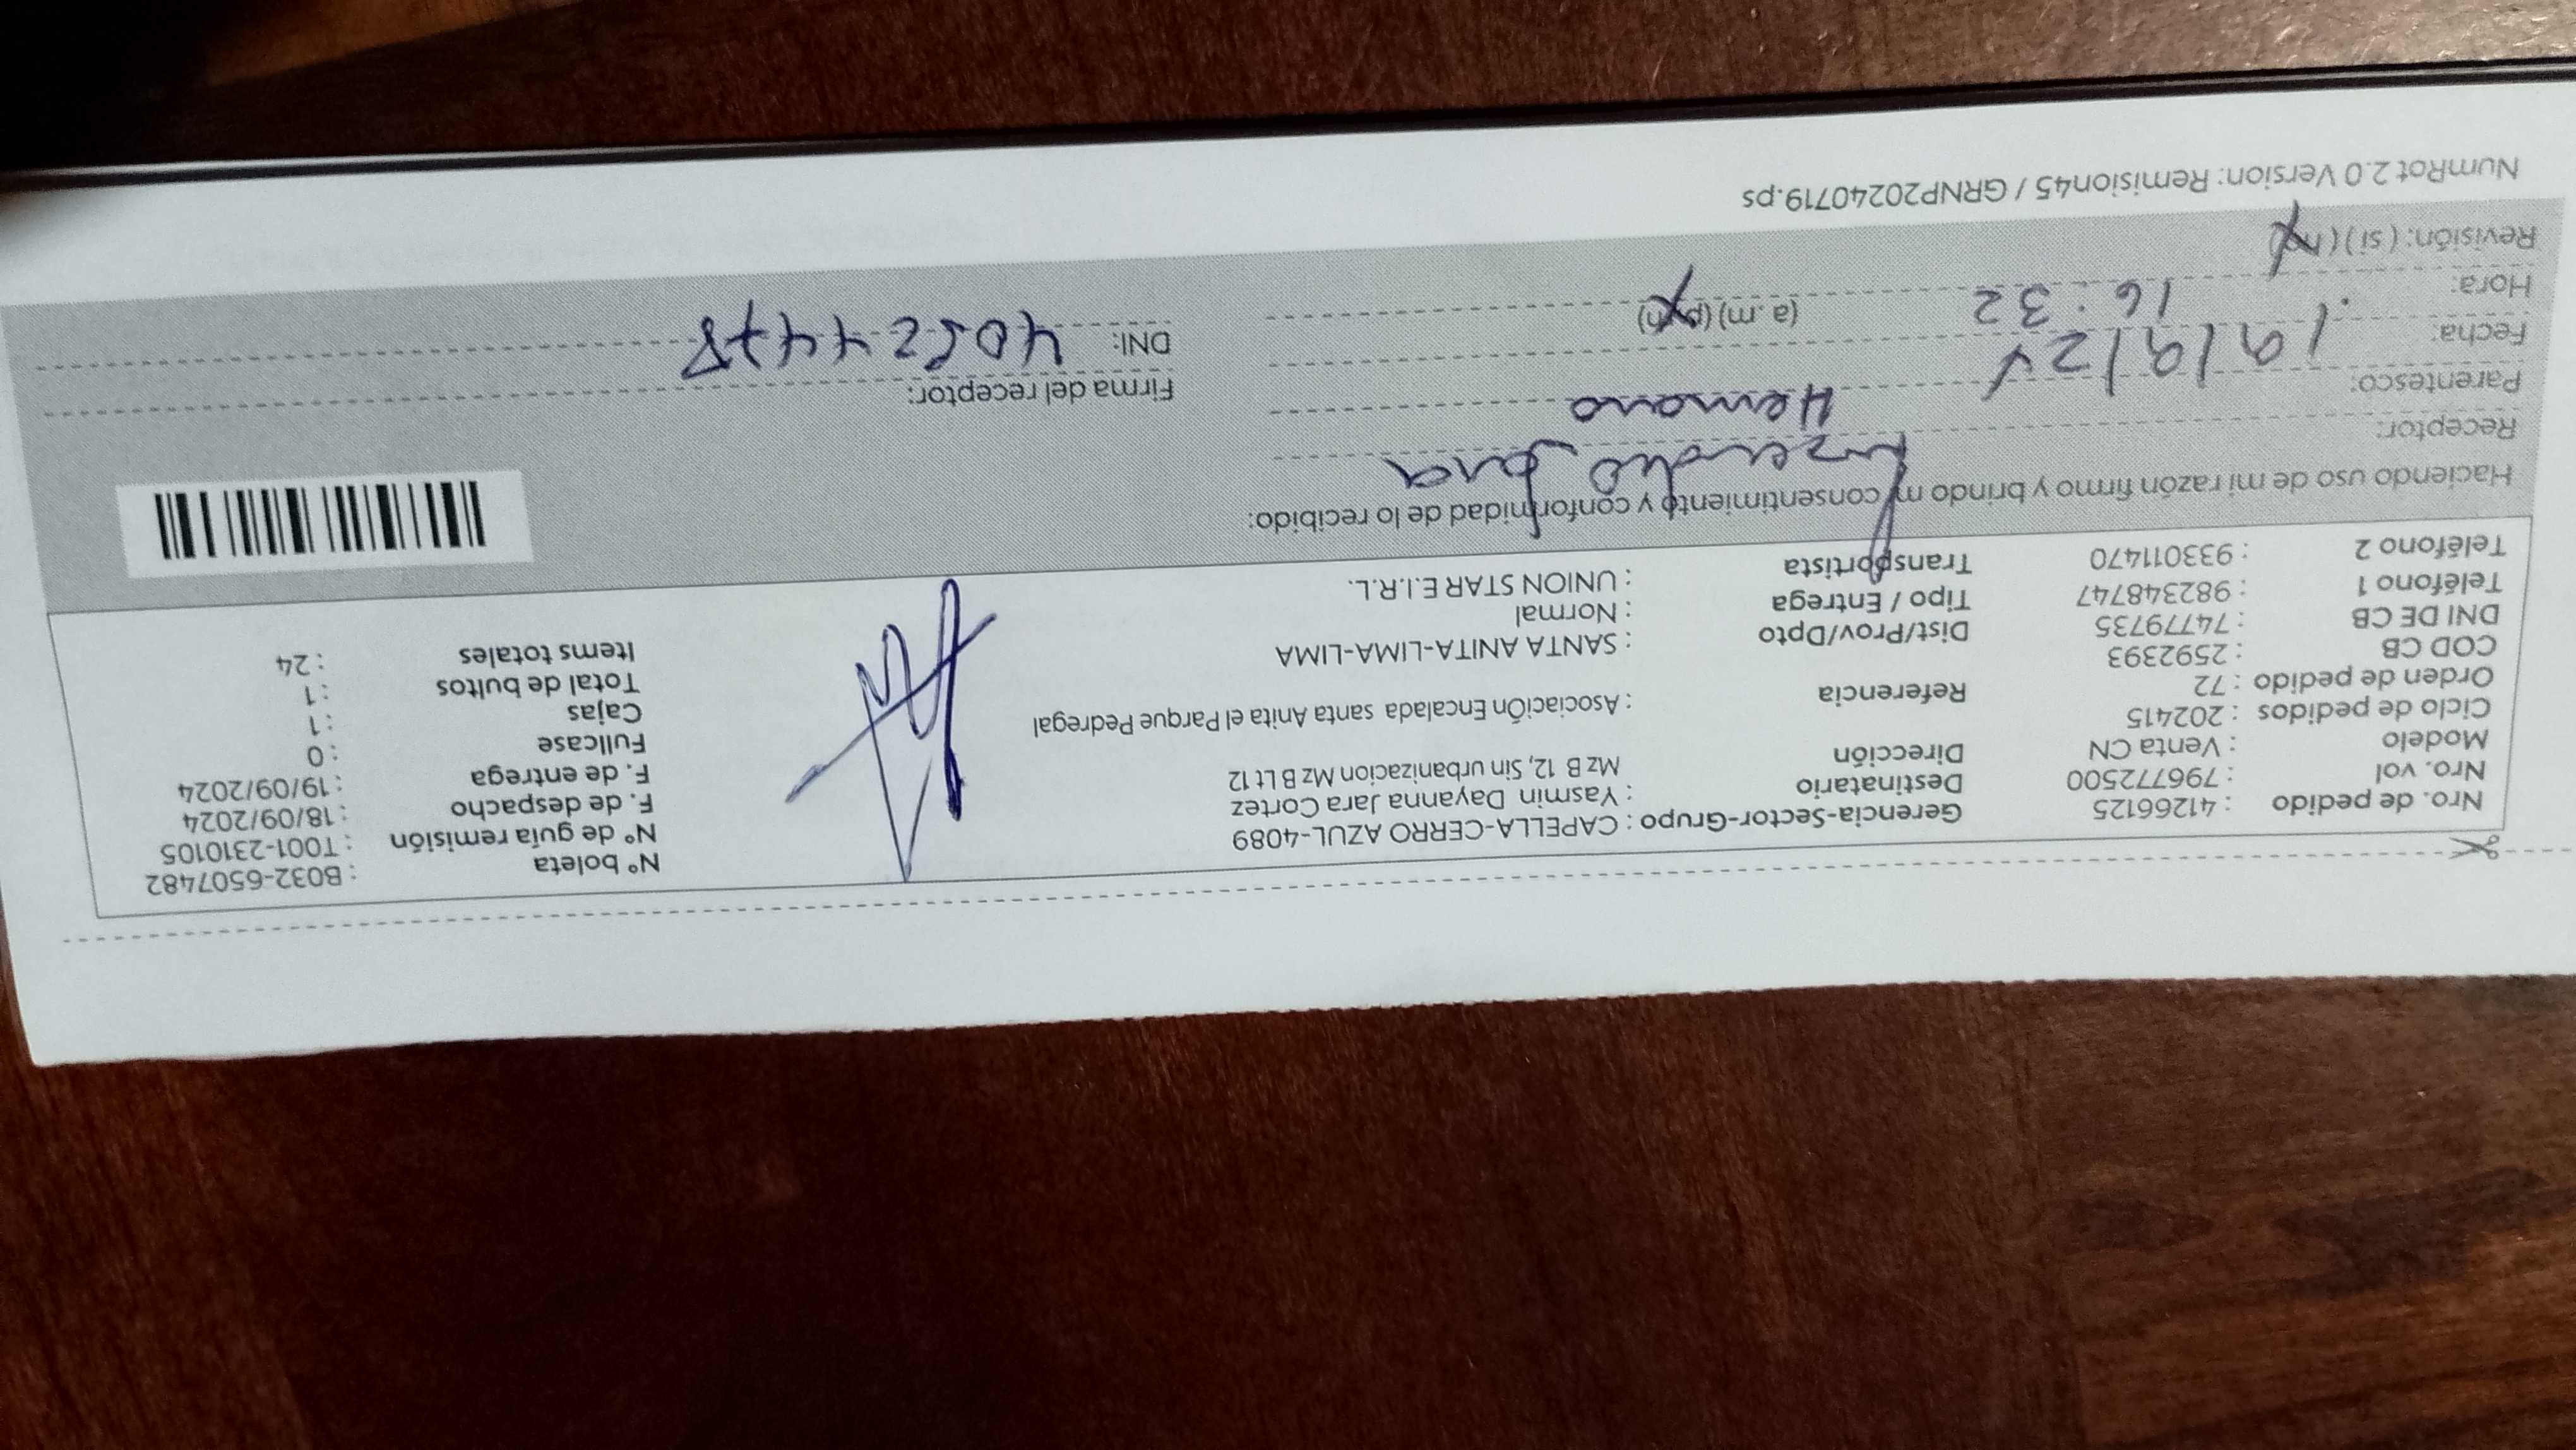 Nro. de pedido : 41266125 Gerencia-Sector-Grupo : CAPELLA-CERRO AZUL-4089 N° boleta : B032-6507482
Nro. vol : 796772500 Destinatario : Yasmin Dayanna Jara Cortez N° de guía remisión : T001-2310105
Modelo : Venta CN Dirección Mz B 12, Sin urbanizacion Mz B Lt 12 F. de despacho : 18/09/2024
Ciclo de pedidos : 202415 F. de entrega : 19/09/2024
Orden de pedido : 72 Referencia : AsociaciÓn Encalada santa Anita el Parque Pedregal Fullcase : 0
COD CB : 2592393 Cajas : 1
DNI DE CB : 74779735 Dist/Prov/Dpto : SANTA ANITA-LIMA-LIMA Total de bultos : 1
Teléfono 1 : 982348747 Tipo / Entrega : Normal Items totales : 24
Teléfono 2 : 933011470 Transportista : UNION STAR E.I.R.L.
Haciendo uso de mi razón firmo y brindo mi consentimiento y conformidad de lo recibido:
Receptor: Jara
Parentesco: Hemano Firma del receptor:
Fecha: 19/9/24 DNI:
Hora: 16:32 (a.m) (p.m)
Revisión: (si) (no)
NumRot 2.0 Version: Remision45 / GRNP20240719.ps